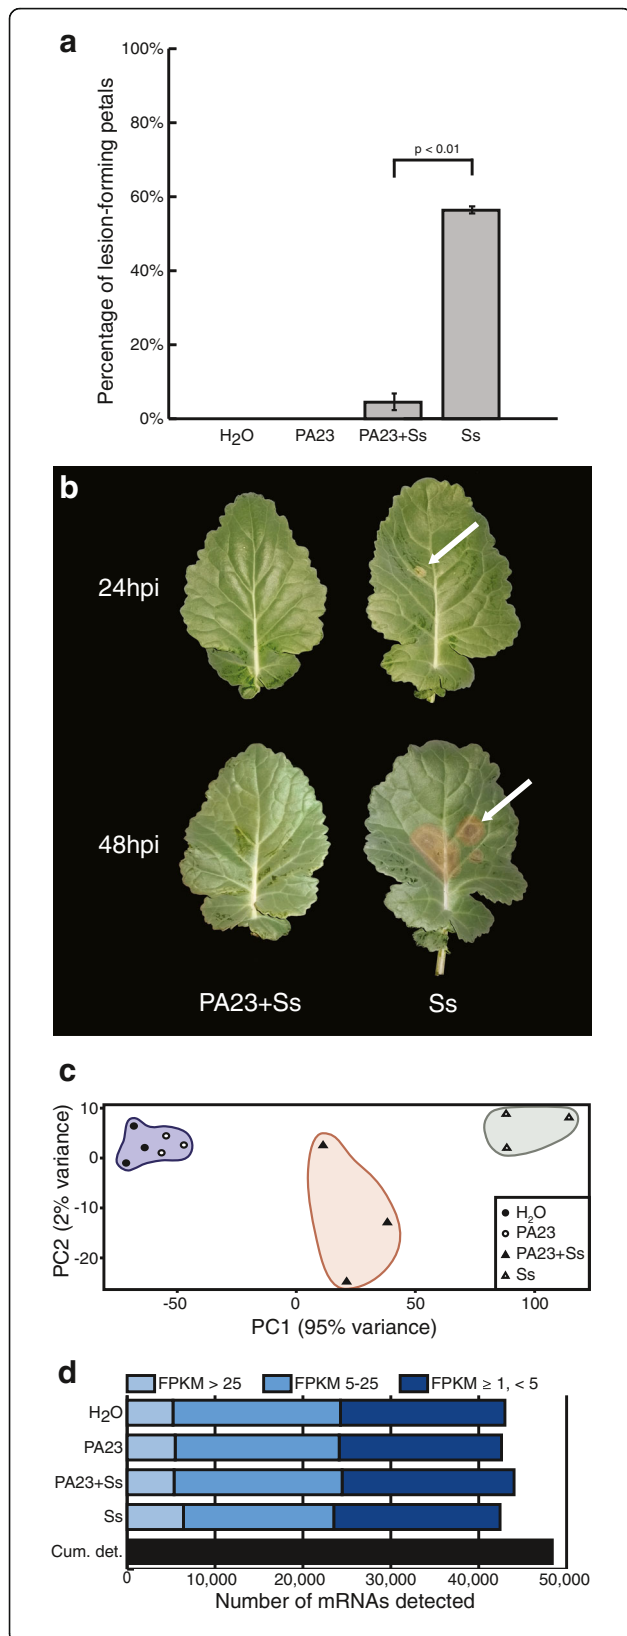 a
Percentage of lesion-forming petals
100%
80%
60%
40%
20%
0%
p < 0.01
H2O PA23 PA23+Ss Ss
b
24hpi
48hpi
PA23+Ss Ss
c
PC2 (2% variance)
10
0
-10
-20
H2O
PA23
PA23+Ss
Ss
-50 0 50 100
PC1 (95% variance)
d
FPKM > 25 FPKM 5-25 FPKM ≥ 1, < 5
H2O
PA23
PA23+Ss
Ss
Cum. det.
0 10,000 20,000 30,000 40,000 50,000
Number of mRNAs detected